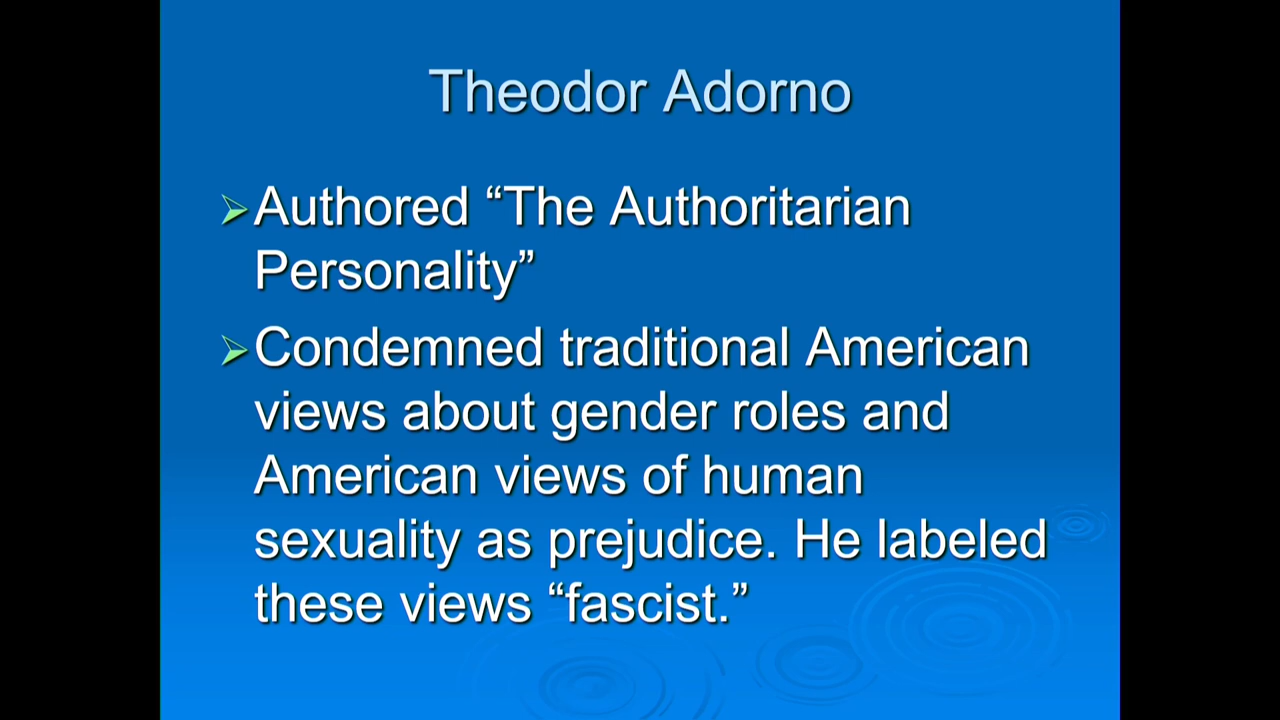 Theodor Adorno
Authored “The Authoritarian
Personality”
Condemned traditional American
views about gender roles and
American views of human
sexuality as prejudice. He labeled
these views “fascist.”